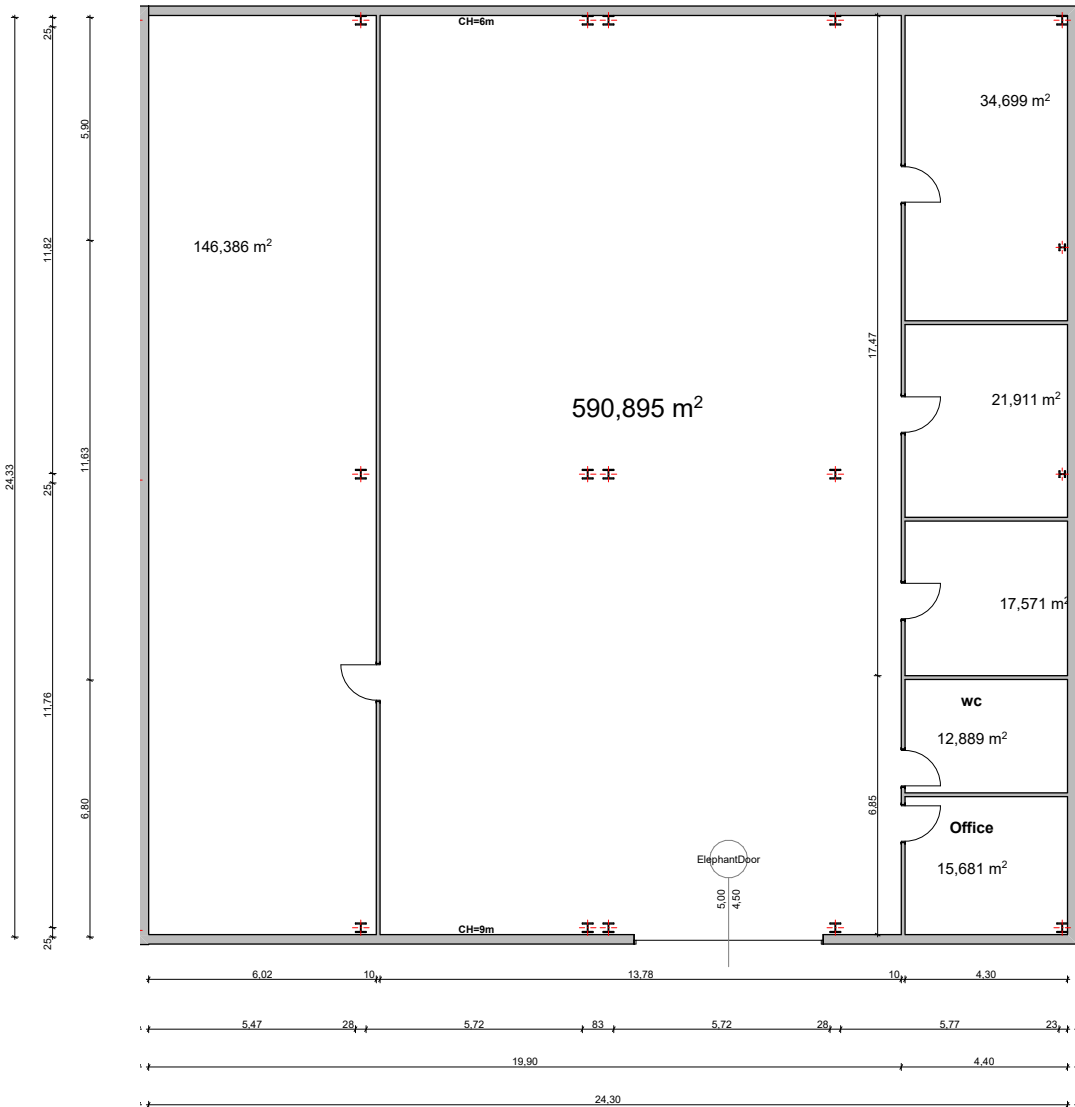 CH=6m
25
5,90
34,699 m²
146,386 m²
11,82
17,47
21,911 m²
590,895 m²
24,33
11,63
25
17,571 m²
wc
11,76
12,889 m²
6,80
6,85
Office
ElephantDoor
15,681 m²
5,00
4,50
CH=9m
25
6,02
10
13,78
10
4,30
5,47
28
5,72
83
5,72
28
5,77
23
19,90
4,40
24,30